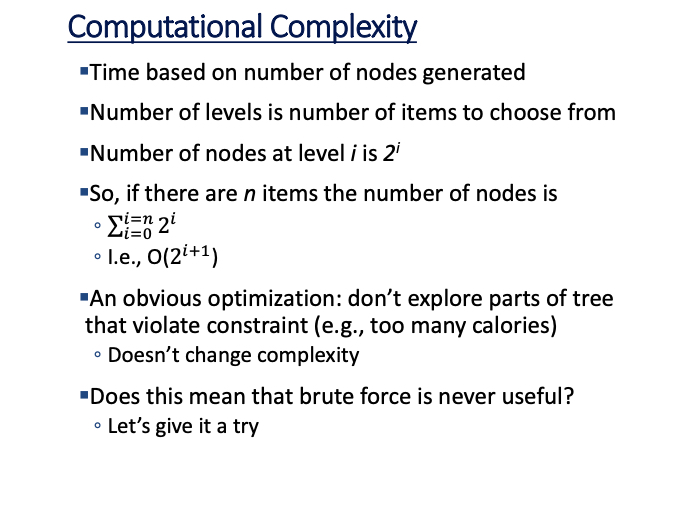 Computational Complexity
▪Time based on number of nodes generated
▪Number of levels is number of items to choose from
▪Number of nodes at level i is 2ⁱ
▪So, if there are n items the number of nodes is
◦ ∑_{i=0}^{i=n} 2^i
◦ I.e., O(2^{i+1})
▪An obvious optimization: don’t explore parts of tree
that violate constraint (e.g., too many calories)
◦ Doesn’t change complexity
▪Does this mean that brute force is never useful?
◦ Let’s give it a try